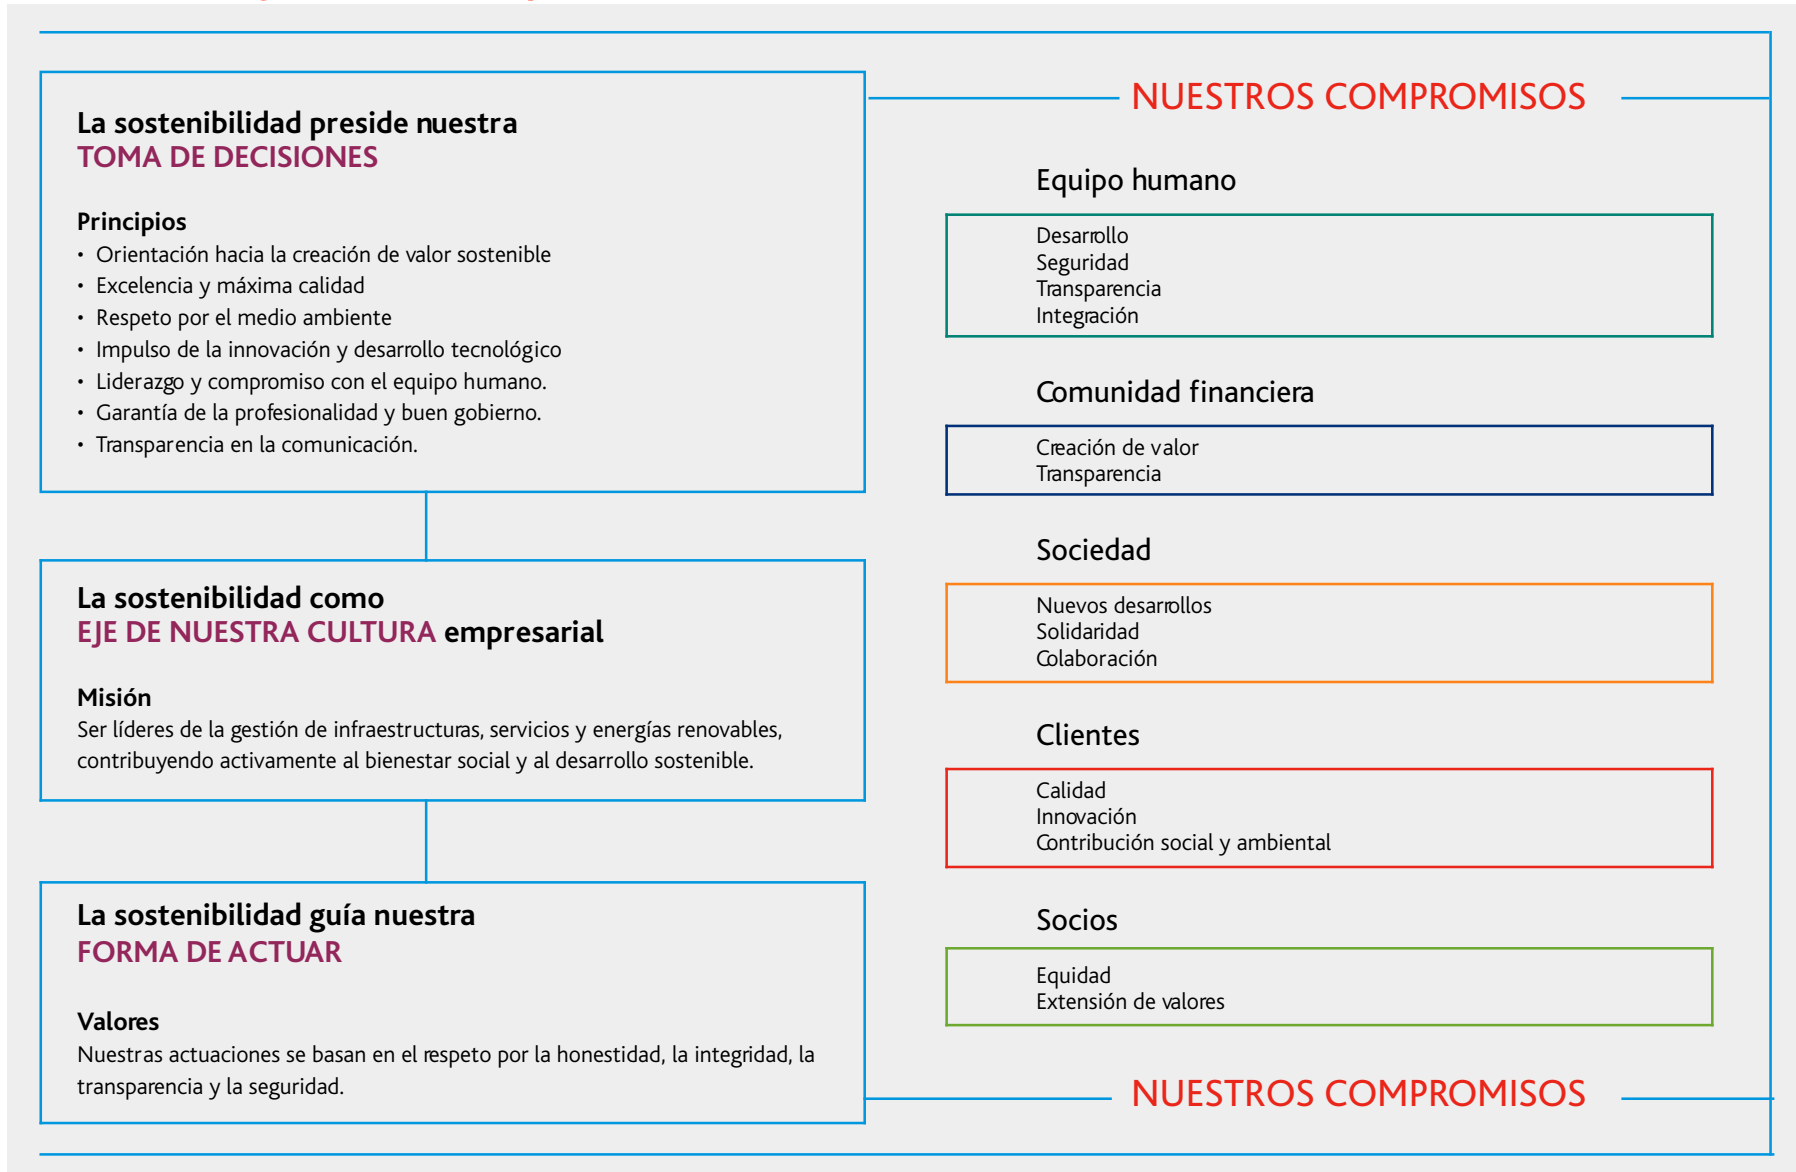 La sostenibilidad preside nuestra
TOMA DE DECISIONES
Principios
• Orientación hacia la creación de valor sostenible
• Excelencia y máxima calidad
• Respeto por el medio ambiente
• Impulso de la innovación y desarrollo tecnológico
• Liderazgo y compromiso con el equipo humano.
• Garantía de la profesionalidad y buen gobierno.
• Transparencia en la comunicación.
La sostenibilidad como
EJE DE NUESTRA CULTURA empresarial
Misión
Ser líderes de la gestión de infraestructuras, servicios y energías renovables,
contribuyendo activamente al bienestar social y al desarrollo sostenible.
La sostenibilidad guía nuestra
FORMA DE ACTUAR
Valores
Nuestras actuaciones se basan en el respeto por la honestidad, la integridad, la
transparencia y la seguridad.
NUESTROS COMPROMISOS
Equipo humano
Desarrollo
Seguridad
Transparencia
Integración
Comunidad financiera
Creación de valor
Transparencia
Sociedad
Nuevos desarrollos
Solidaridad
Colaboración
Clientes
Calidad
Innovación
Contribución social y ambiental
Socios
Equidad
Extensión de valores
NUESTROS COMPROMISOS